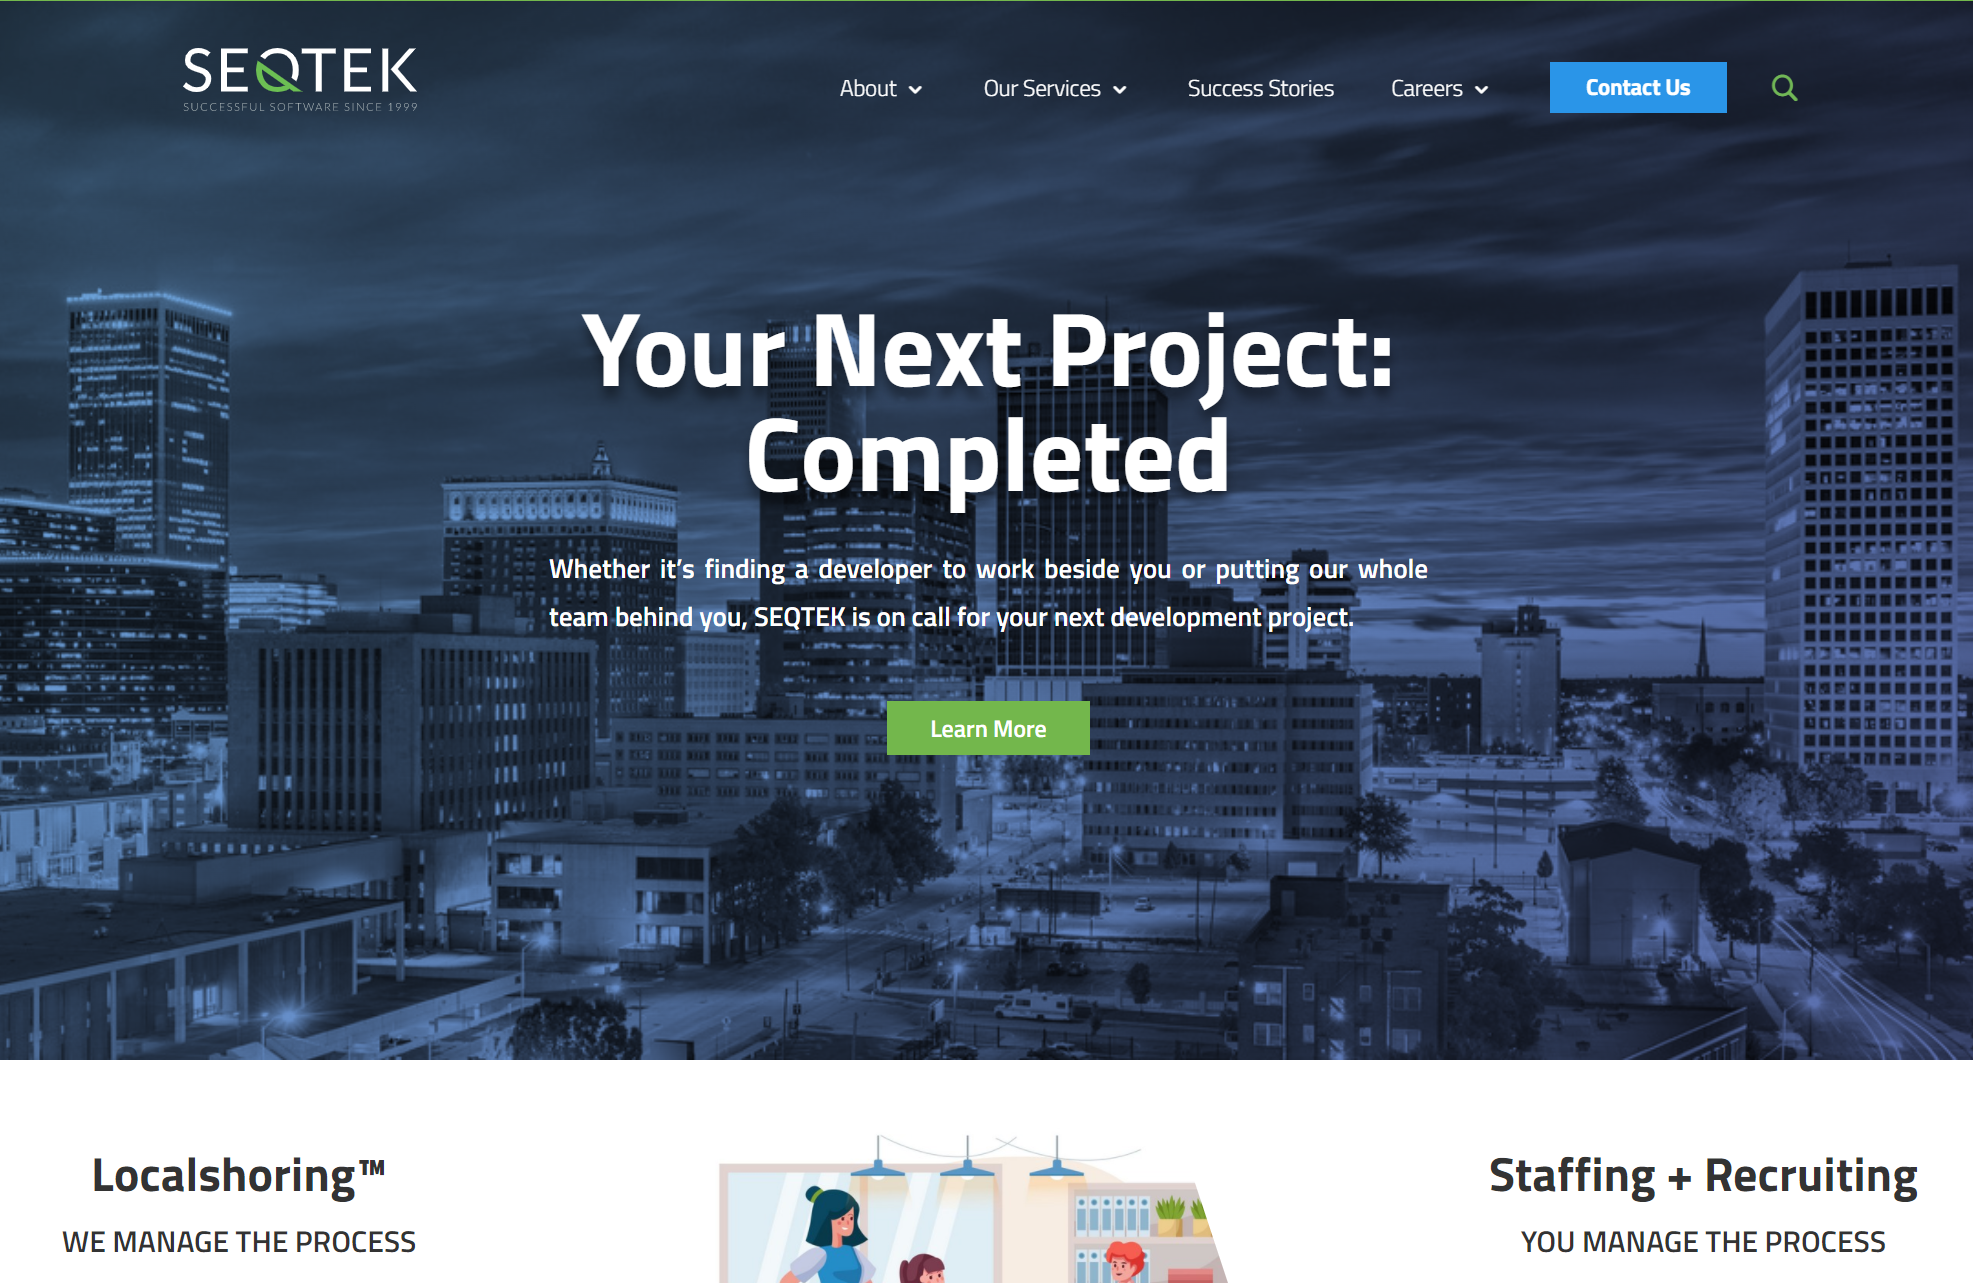 SEQTEK
SUCCESSFUL SOFTWARE SINCE 1999
About
Our Services
Success Stories
Careers
Contact Us
Your Next Project:
Completed
Whether it’s finding a developer to work beside you or putting our whole
team behind you, SEQTEK is on call for your next development project.
Learn More
Localshoring™
WE MANAGE THE PROCESS
Staffing + Recruiting
YOU MANAGE THE PROCESS